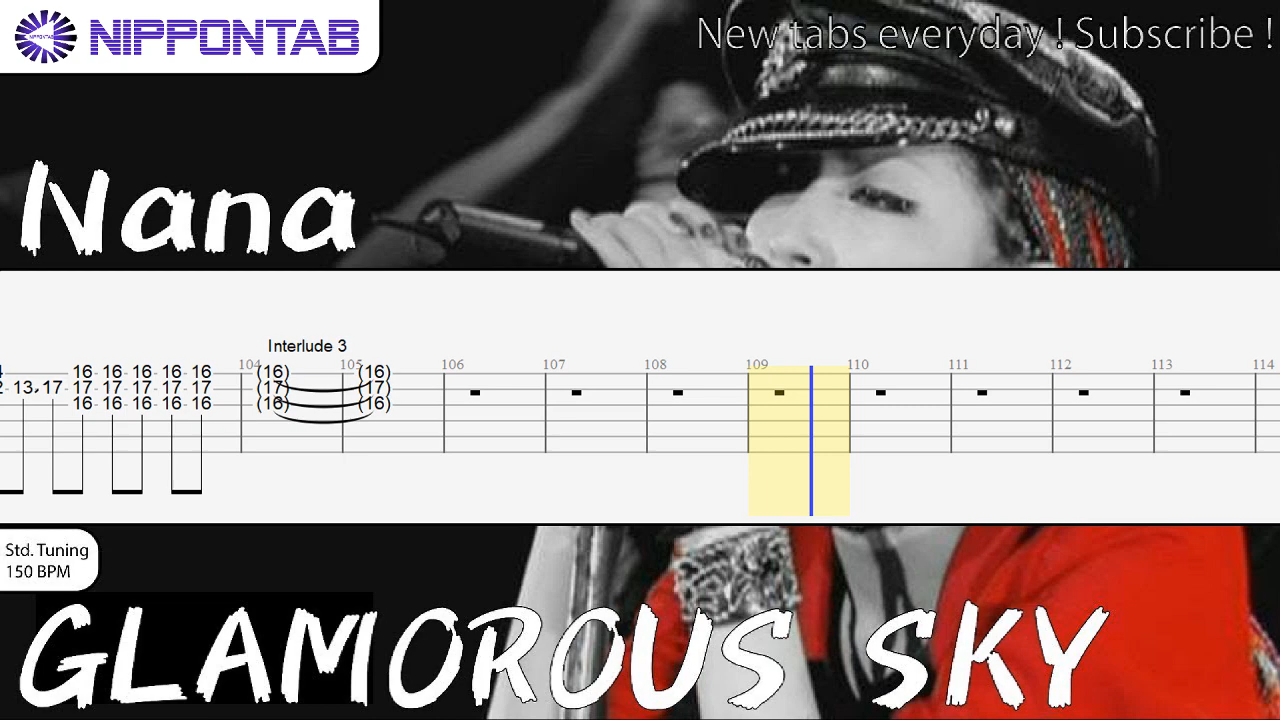 NIPPONTAB
New tabs everyday ! Subscribe !
Nana
Interlude 3
104 105 106 107 108 109 110 111 112 113 114
16 16 16 16 16 (16) (16)
13 17 17 17 17 17 17 (17) (17)
16 16 16 16 16 (16) (16)
Std. Tuning
150 BPM
GLAMOROUS SKY